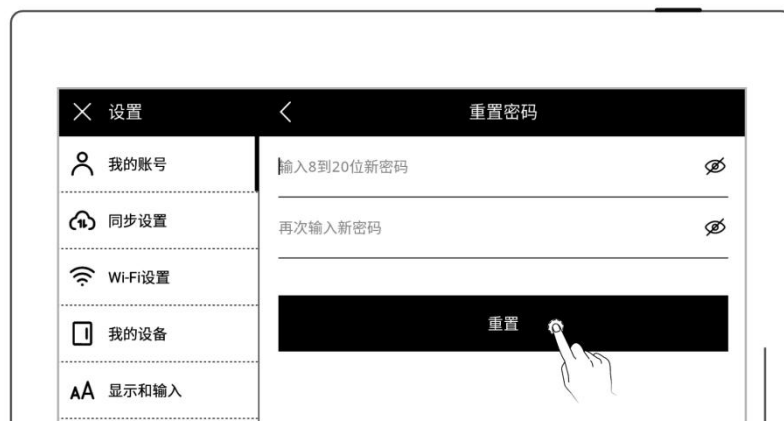 设置
重置密码
我的账号
输入8到20位新密码
同步设置
再次输入新密码
Wi-Fi设置
我的设备
重置
AA 显示和输入